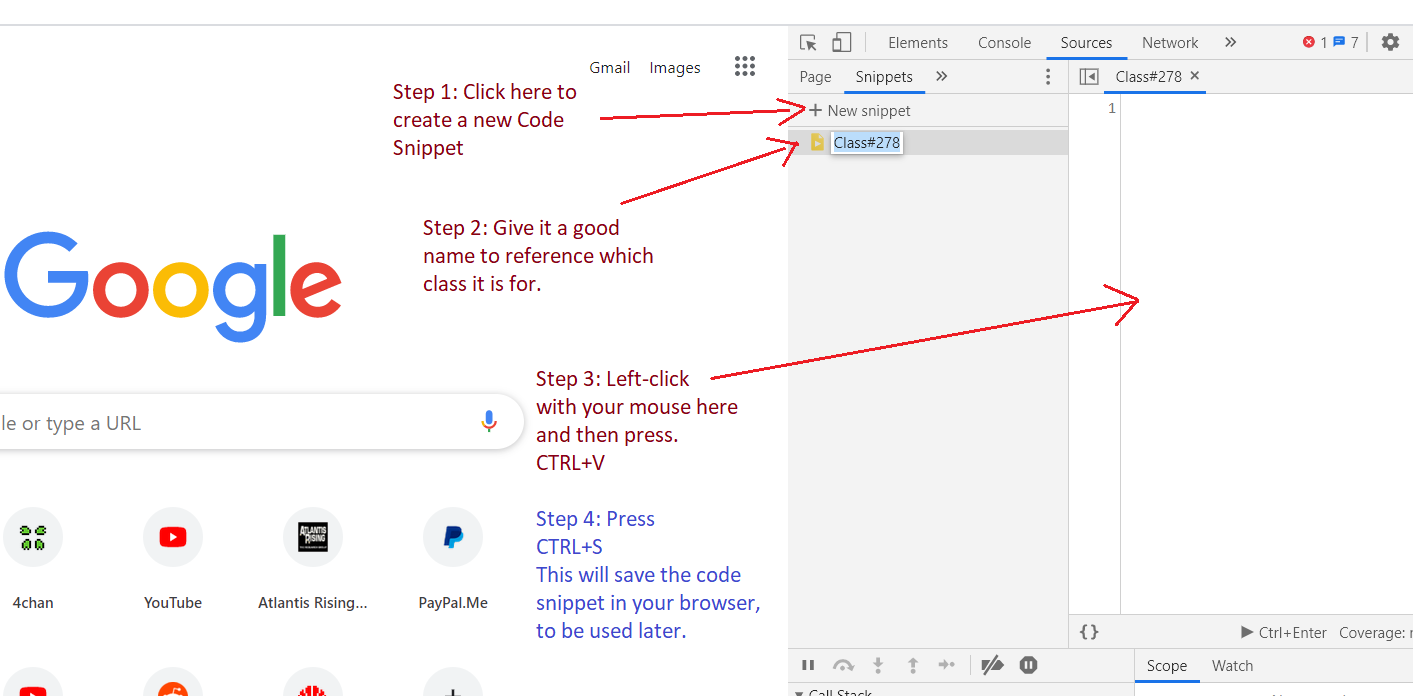 Elements Console Sources Network » 1 7
Gmail Images
Page Snippets » Class#278 ×
Step 1: Click here to
create a new Code
Snippet
+ New snippet
1
Class#278
Step 2: Give it a good
name to reference which
class it is for.
Google
Step 3: Left-click
with your mouse here
and then press.
CTRL+V
le or type a URL
Step 4: Press
CTRL+S
This will save the code
snippet in your browser,
to be used later.
4chan YouTube Atlantis Rising... PayPal.Me
ATLANTIS
RISING
{} Ctrl+Enter Coverage:
Scope Watch
Call Stack